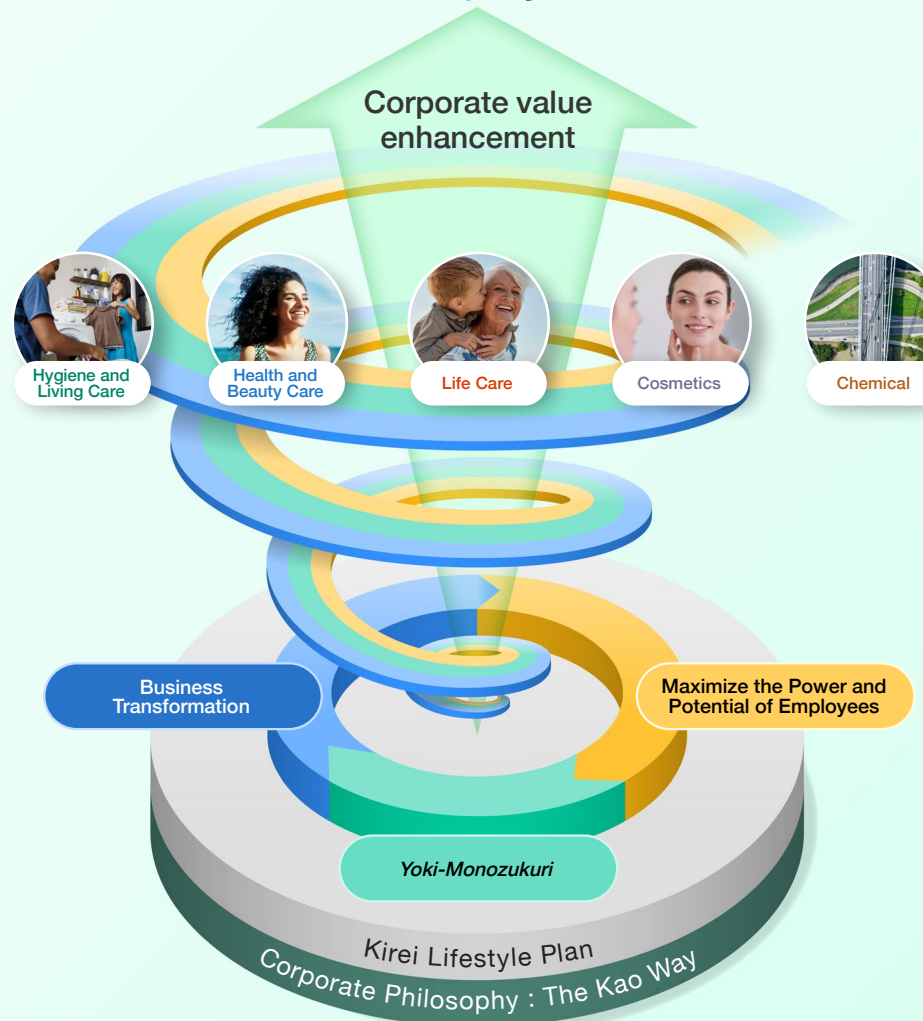 Corporate value
enhancement
Hygiene and
Living Care
Health and
Beauty Care
Life Care
Cosmetics
Chemical
Business
Transformation
Maximize the Power and
Potential of Employees
Yoki-Monozukuri
Kirei Lifestyle Plan
Corporate Philosophy : The Kao Way